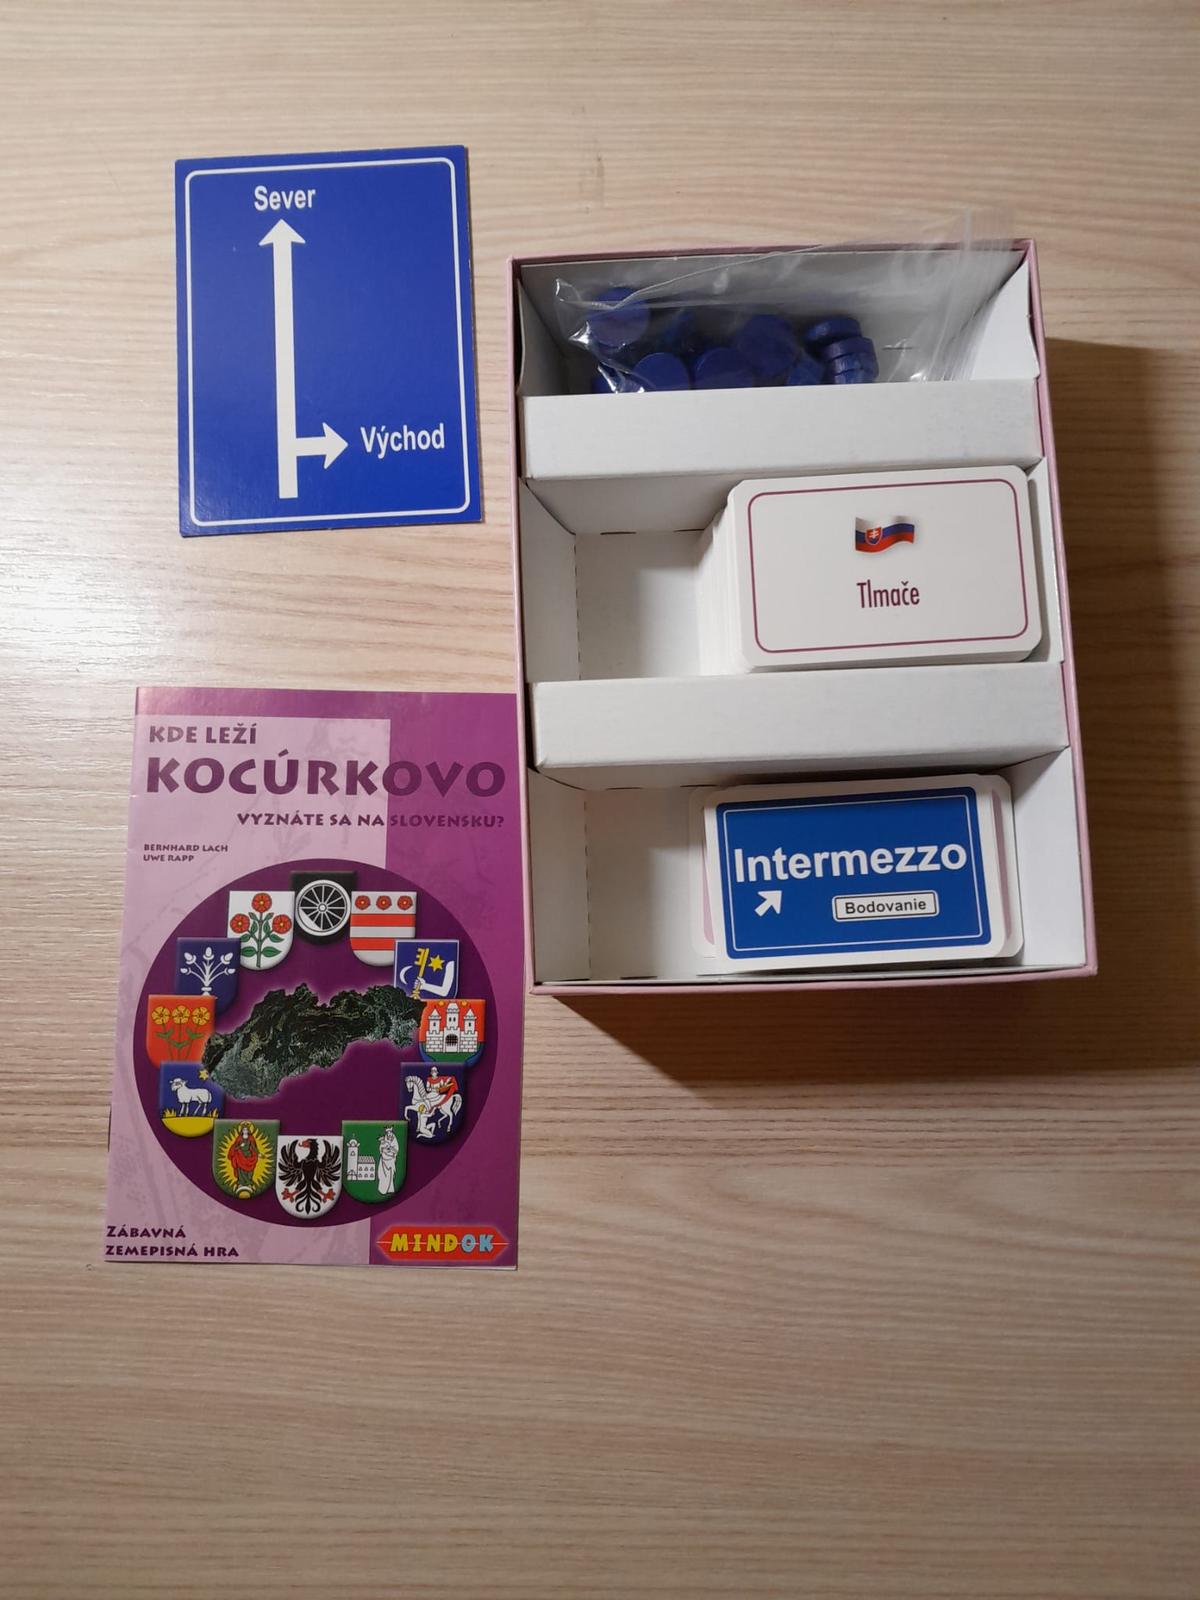 Sever
Východ
Tlmače
Intermezzo
Bodovanie
KDE LEŽÍ
KOCÚRKOVO
VYZNÁTE SA NA SLOVENSKU?
BERNHARD LACH
UWE RAPP
ZÁBAVNÁ
ZEMEPISNÁ HRA
MINDOK